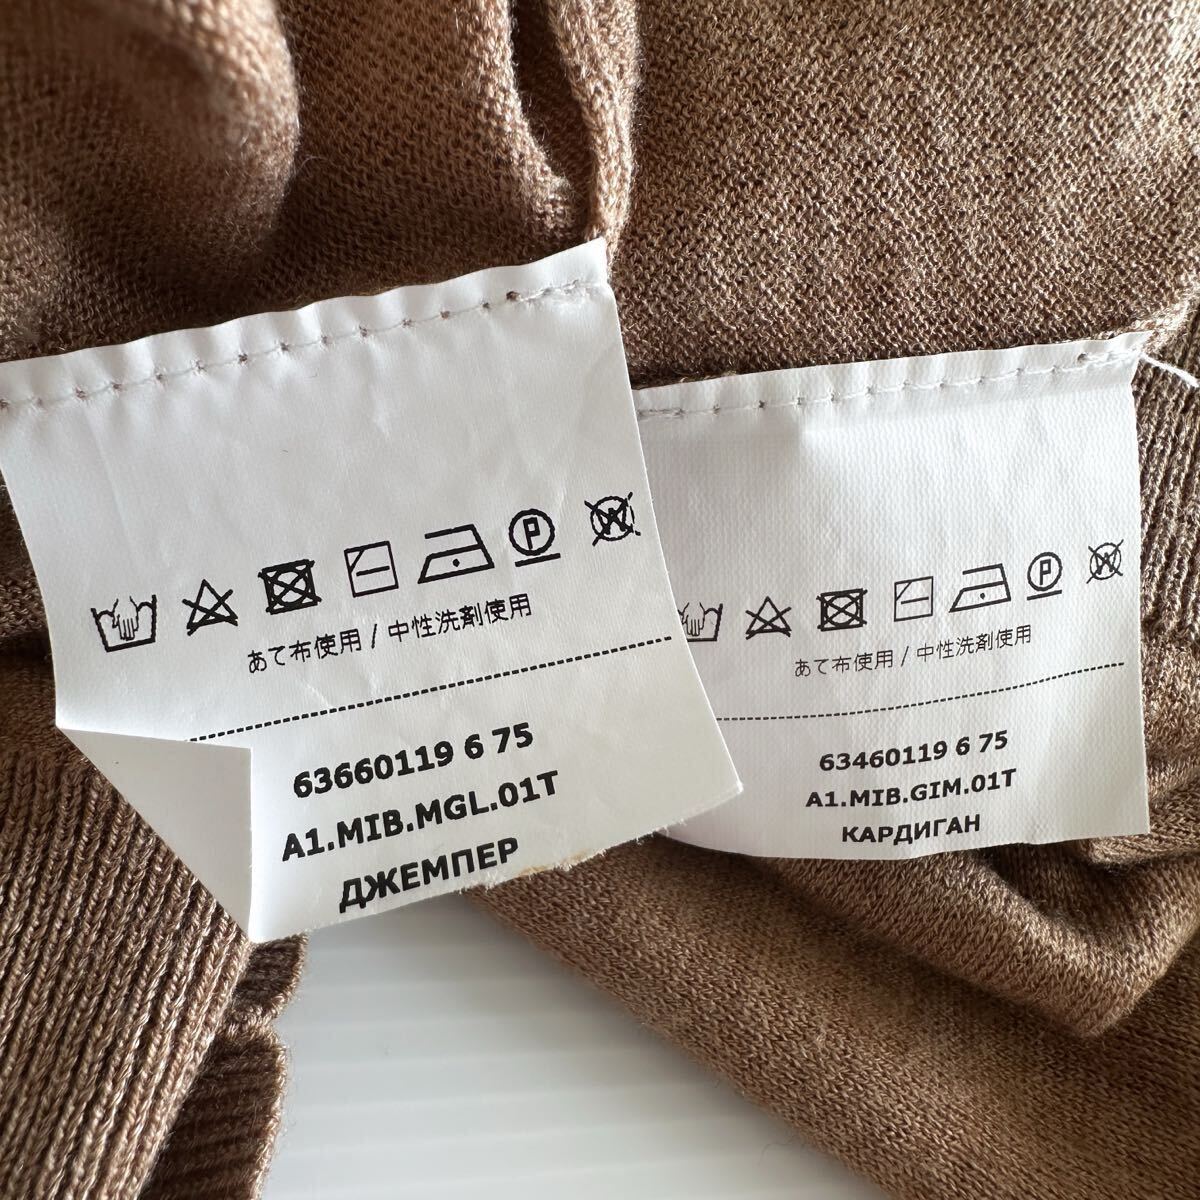 あて布使用 / 中性洗剤使用
63660119 6 75
A1.MIB.MGL.01T
ДЖЕМПЕР
あて布使用 / 中性洗剤使用
63460119 6 75
A1.MIB.GIM.01T
КАРДИГАН